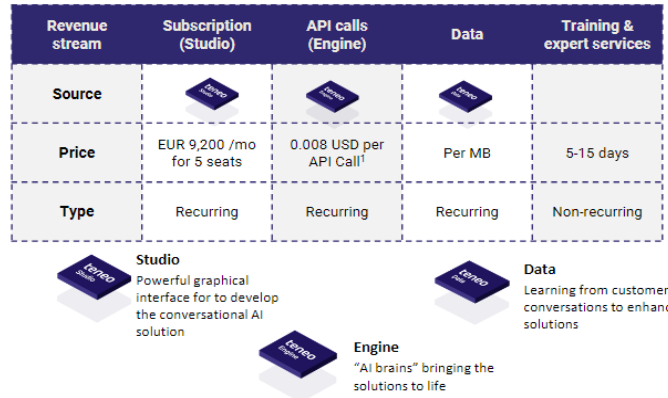 Revenue stream
Subscription (Studio)
API calls (Engine)
Data
Training & expert services
Source
teneo Studio
teneo Engine
teneo Data
Price
EUR 9,200 /mo for 5 seats
0.008 USD per API Call¹
Per MB
5-15 days
Type
Recurring
Recurring
Recurring
Non-recurring
teneo Studio
Studio
Powerful graphical
interface for to develop
the conversational AI
solution
teneo Data
Data
Learning from customer
conversations to enhanc
solutions
teneo Engine
Engine
“AI brains” bringing the
solutions to life